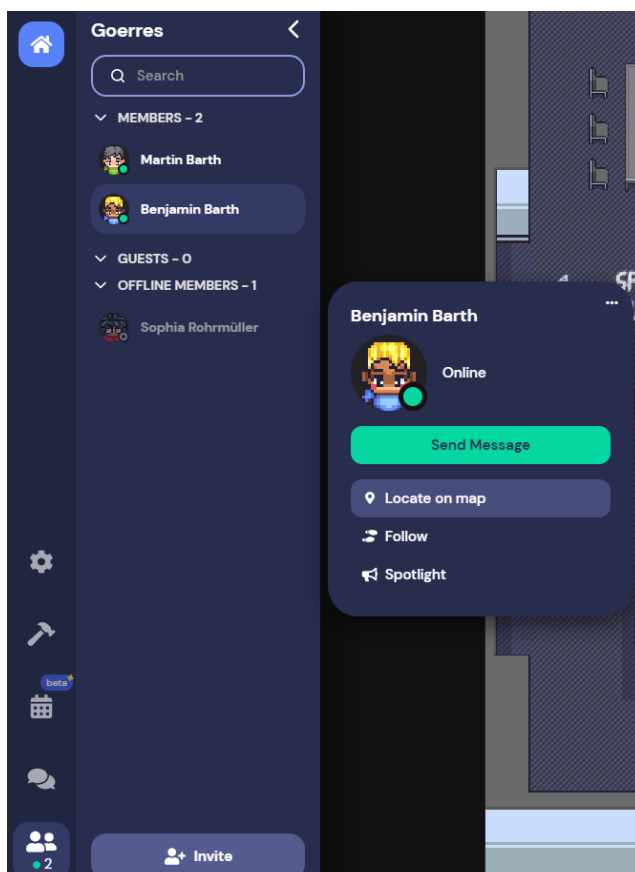 Goerres
Search
MEMBERS – 2
Martin Barth
Benjamin Barth
GUESTS – 0
OFFLINE MEMBERS – 1
Sophia Rohrmüller
Benjamin Barth
Online
Send Message
Locate on map
Follow
Spotlight
beta
2
Invite